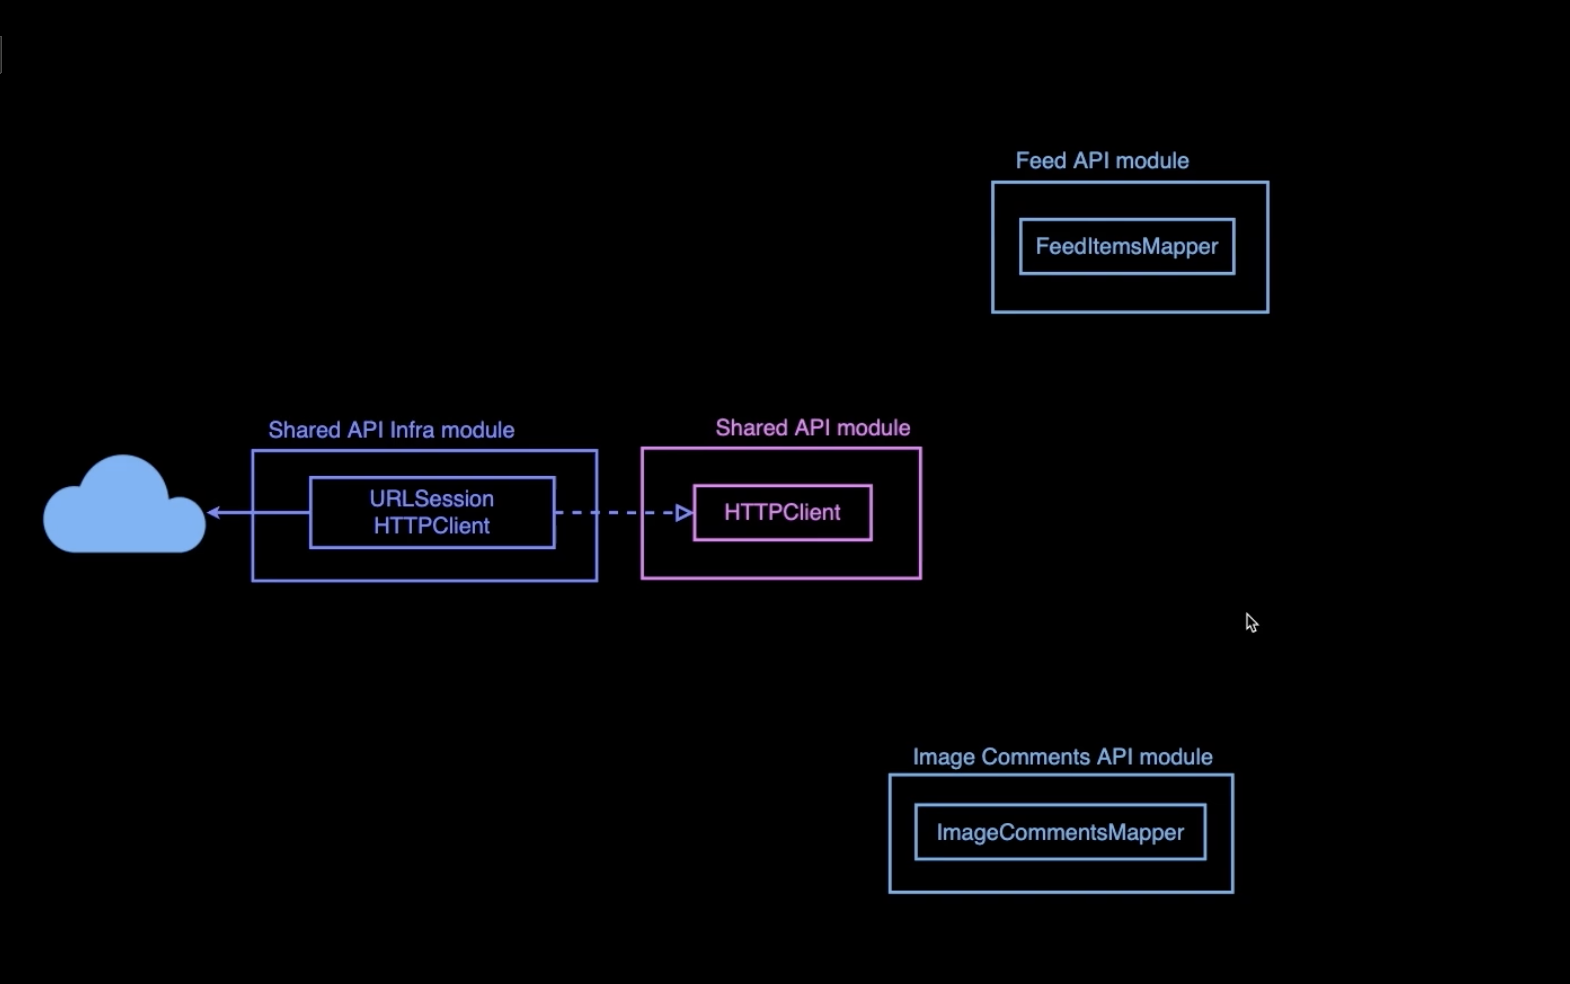 Feed API module
FeedItemsMapper
Shared API Infra module
URLSession
HTTPClient
Shared API module
HTTPClient
Image Comments API module
ImageCommentsMapper